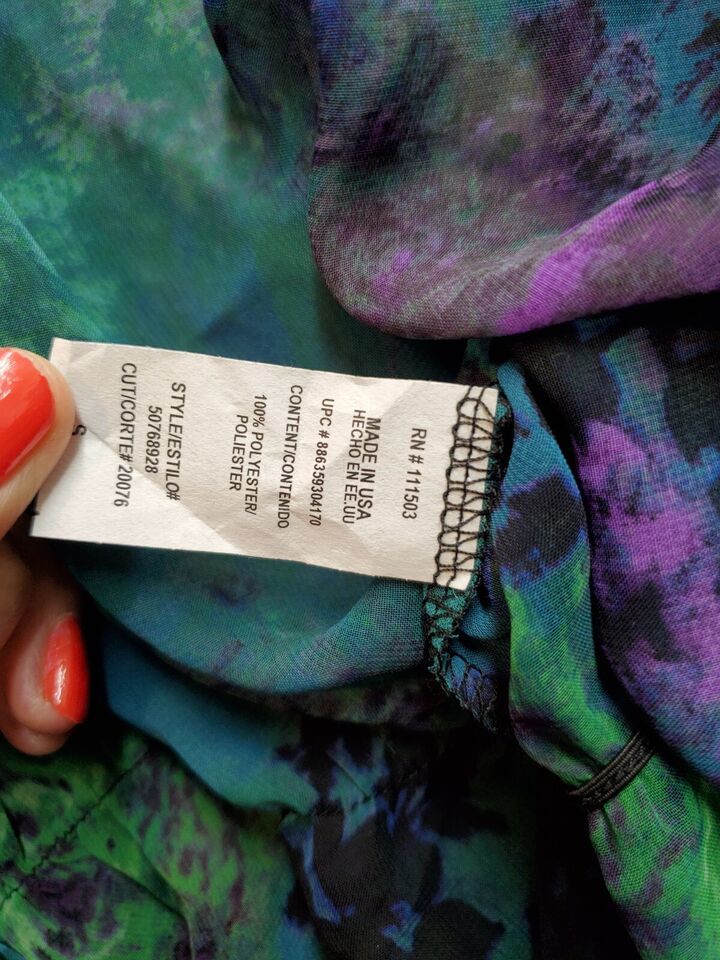 RN # 111503
MADE IN USA
HECHO EN EE.UU
UPC # 886359304170
CONTENT/CONTENIDO
100% POLYESTER/
POLIESTER
STYLE/ESTILO#
50768928
CUT/CORTE# 20076
S